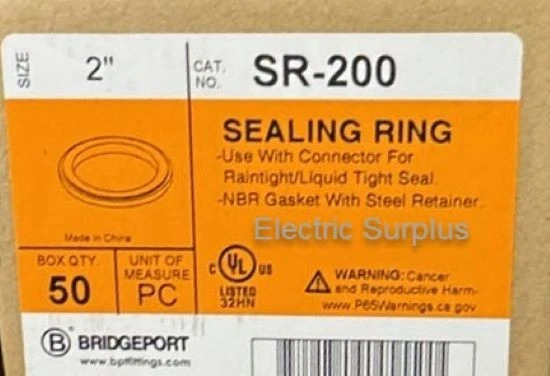 SIZE
2"
CAT.
NO.
SR-200
SEALING RING
-Use With Connector For
Raintight/Liquid Tight Seal.
-NBR Gasket With Steel Retainer.
Electric Surplus
Made in China
BOX QTY.
50
UNIT OF
MEASURE
PC
C UL US
LISTED
32HN
WARNING: Cancer
and Reproductive Harm-
www.P65Warnings.ca.gov
B BRIDGEPORT
www.bptfittings.com